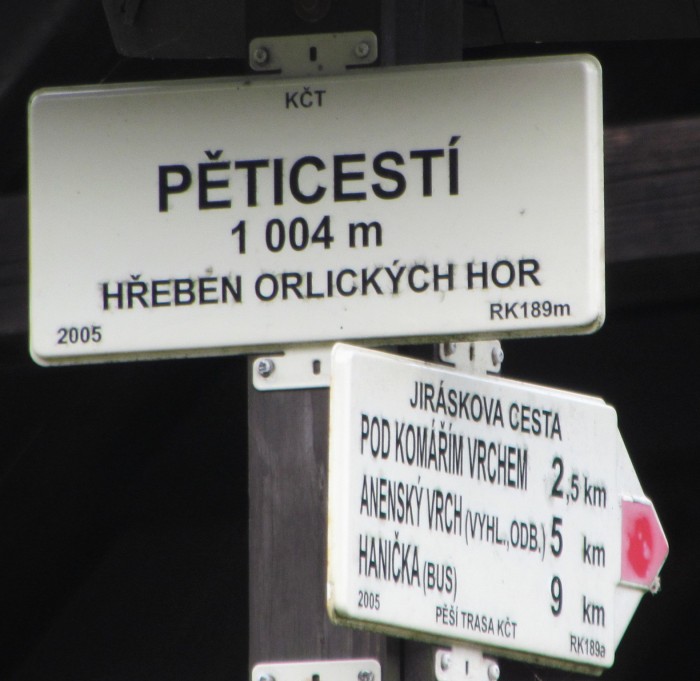 KČT
PĚTICESTÍ
1 004 m
HŘEBEN ORLICKÝCH HOR
2005 RK189m
JIRÁSKOVA CESTA
POD KOMÁŘÍM VRCHEM 2,5 km
ANENSKÝ VRCH (VYHL.,ODB.) 5 km
HANIČKA (BUS) 9 km
2005 PĚŠÍ TRASA KČT RK189a